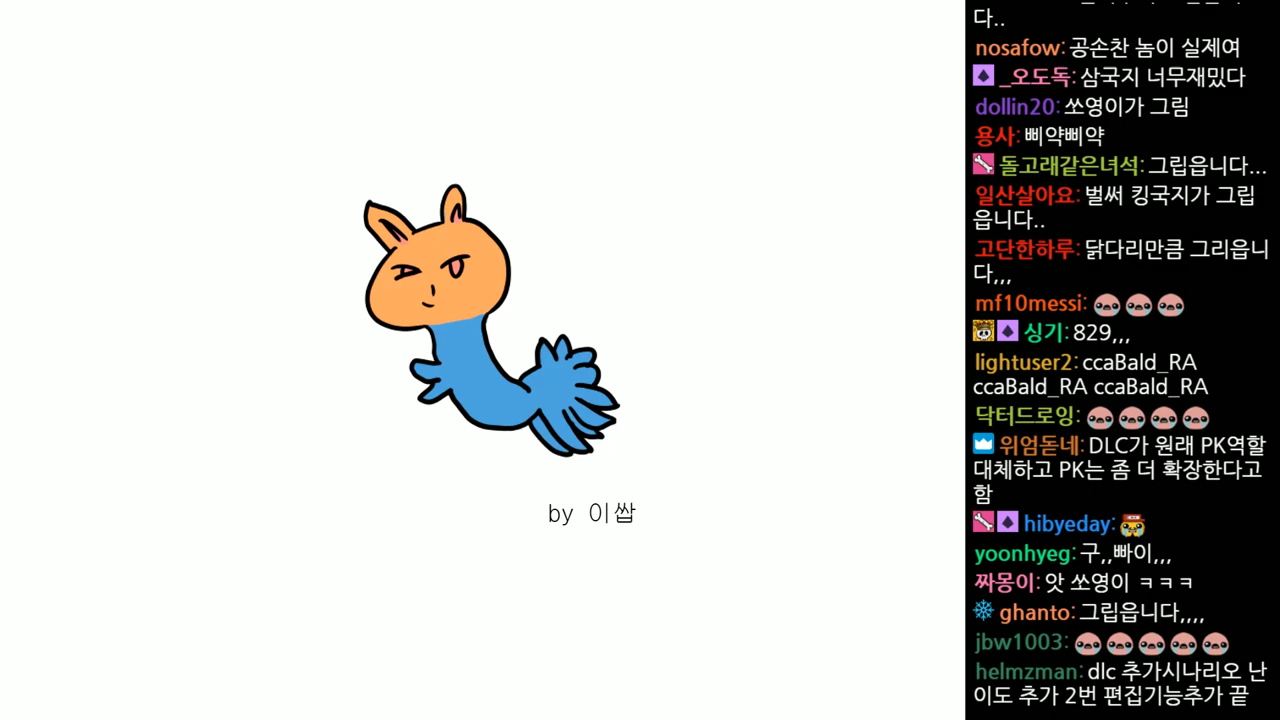 다..
nosafow: 공손찬 놈이 실제여
_오도독: 삼국지 너무재밌다
dollin20: 쏘영이가 그림
용사: 삐약삐약
돌고래같은녀석: 그립읍니다...
일산살아요: 벌써 킹국지가 그립
읍니다..
고단한하루: 닭다리만큼 그리읍니
다,,,
mf10messi:
싱기: 829,,,
lightuser2: ccaBald_RA
ccaBald_RA ccaBald_RA
닥터드로잉:
위엄돋네: DLC가 원래 PK역할
대체하고 PK는 좀 더 확장한다고
함
hibyeday:
yoonhyeg: 구,,빠이,,,
짜몽이: 앗 쏘영이 ㅋㅋㅋ
ghanto: 그립읍니다,,,,
jbw1003:
helmzman: dlc 추가시나리오 난
이도 추가 2번 편집기능추가 끝
by 이쌉